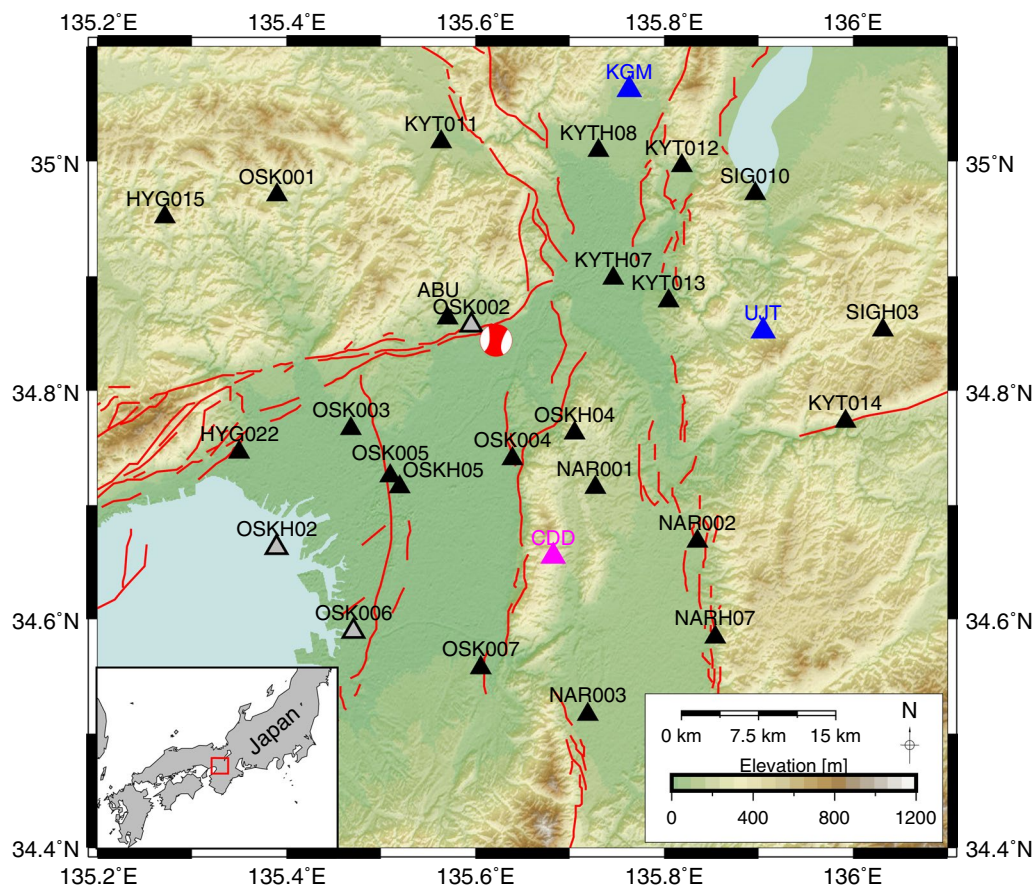 135.2˚E 135.4˚E 135.6˚E 135.8˚E 136˚E
KGM
KYT011
KYTH08
KYT012
35˚N 35˚N
OSK001
SIG010
HYG015
KYTH07
KYT013
ABU
OSK002
UJT
SIGH03
34.8˚N 34.8˚N
OSK003
OSKH04
KYT014
HYG022
OSK004
OSK005
OSKH05
NAR001
OSKH02
NAR002
CDD
34.6˚N 34.6˚N
OSK006
NARH07
OSK007
NAR003
Japan
N
0 km 7.5 km 15 km
Elevation [m]
0 400 800 1200
34.4˚N 34.4˚N
135.2˚E 135.4˚E 135.6˚E 135.8˚E 136˚E